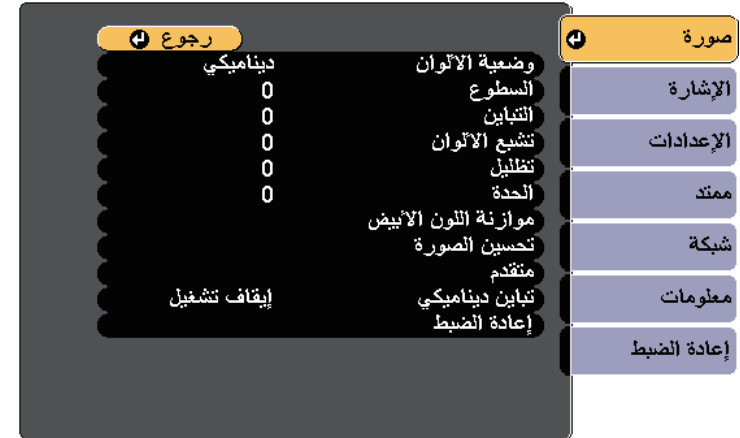 صورة
الإشارة
الإعدادات
ممتد
شبكة
معلومات
إعادة الضبط
رجوع
وضعية الألوان ديناميكي
السطوع 0
التباين 0
تشبع الألوان 0
تظليل 0
الحدة 0
موازنة اللون الأبيض
تحسين الصورة
متقدم
تباين ديناميكي إيقاف تشغيل
إعادة الضبط